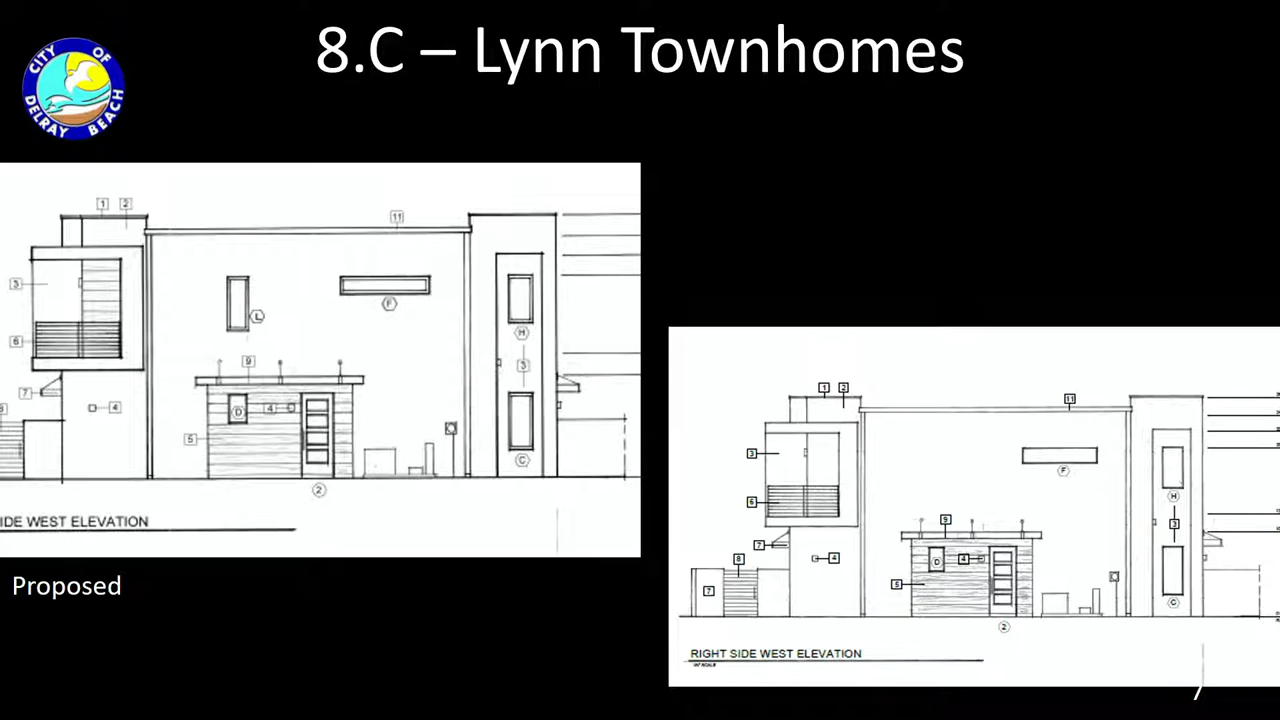 8.C – Lynn Townhomes
CITY OF
DELRAY BEACH
1 2
11
3
L
F
H
6
9
3
7
8
4
D
4
5
C
2
IDE WEST ELEVATION
Proposed
1 2
11
3
F
H
6
9
3
7
8
4
D
4
7
5
C
2
RIGHT SIDE WEST ELEVATION
7